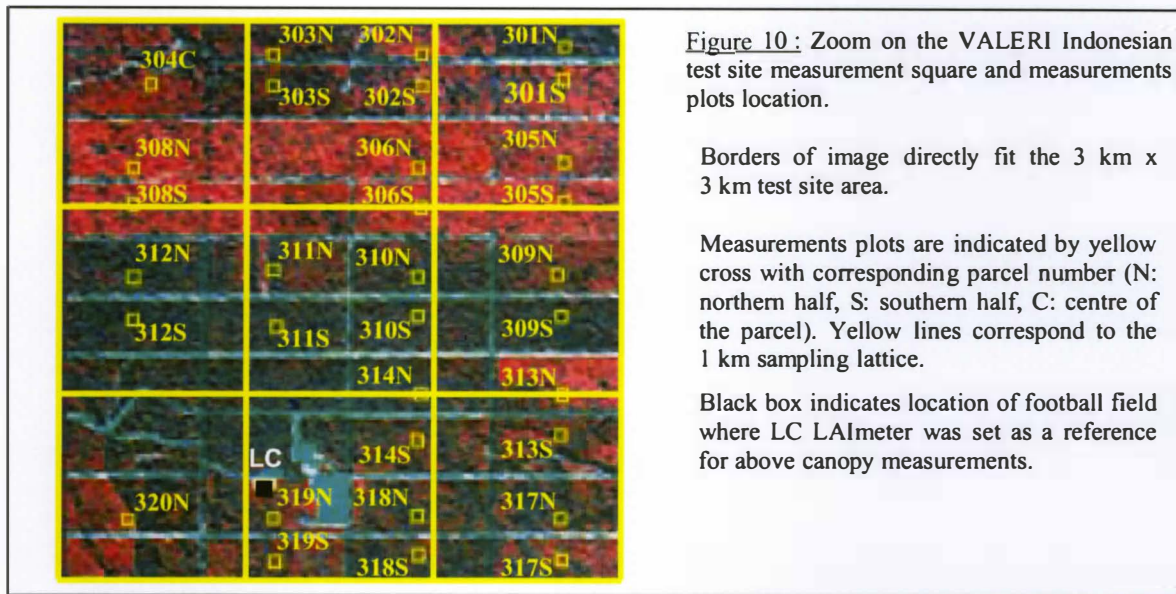 303N 302N 301N
304C
303S 302S 301S
308N 306N 305N
308S 306S 305S
312N 311N 310N 309N
312S 311S 310S 309S
314N 313N
LC 314S 313S
320N 319N 318N 317N
319S 318S 317S
Figure 10 : Zoom on the VALERI Indonesian
test site measurement square and measurements
plots location.
Borders of image directly fit the 3 km x
3 km test site area.
Measurements plots are indicated by yellow
cross with corresponding parcel number (N:
northern half, S: southern half, C: centre of
the parcel). Yellow lines correspond to the
1 km sampling lattice.
Black box indicates location of football field
where LC LAImeter was set as a reference
for above canopy measurements.